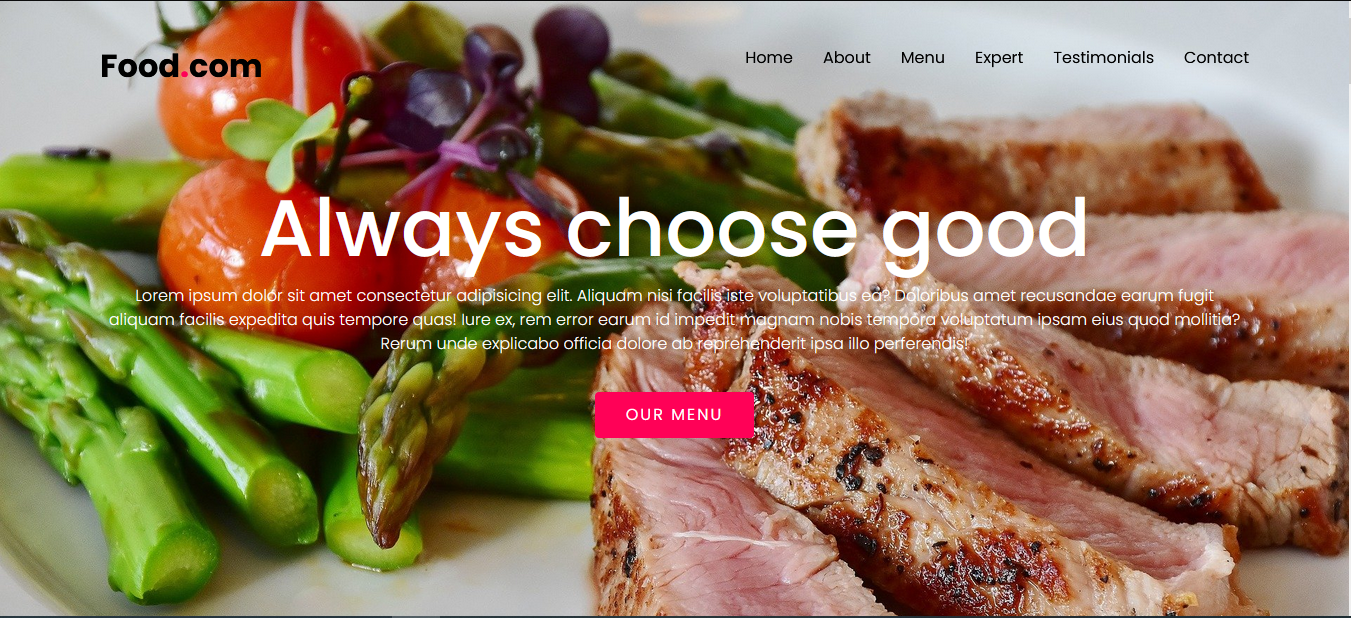 Food.com
Home About Menu Expert Testimonials Contact
Always choose good
Lorem ipsum dolor sit amet consectetur adipisicing elit. Aliquam nisi facilis iste voluptatibus ea? Doloribus amet recusandae earum fugit
aliquam facilis expedita quis tempore quas! Iure ex, rem error earum id impedit magnam nobis tempora voluptatum ipsam eius quod mollitia?
Rerum unde explicabo officia dolore ab reprehenderit ipsa illo perferendis!
OUR MENU